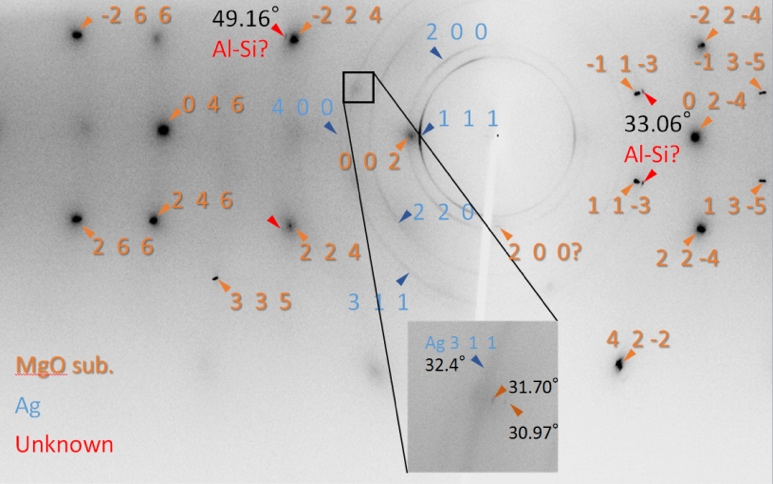 -2 6 6
49.16°
Al-Si?
-2 2 4
2 0 0
-2 2 -4
-1 1 -3
-1 3 -5
0 4 6
4 0 0
1 1 1
0 2 -4
33.06°
Al-Si?
0 0 2
2 4 6
2 2 0
1 1 -3
1 3 -5
2 6 6
2 2 4
2 0 0?
2 2 -4
3 3 5
3 1 1
Ag 3 1 1
32.4°
31.70°
30.97°
4 2 -2
MgO sub.
Ag
Unknown